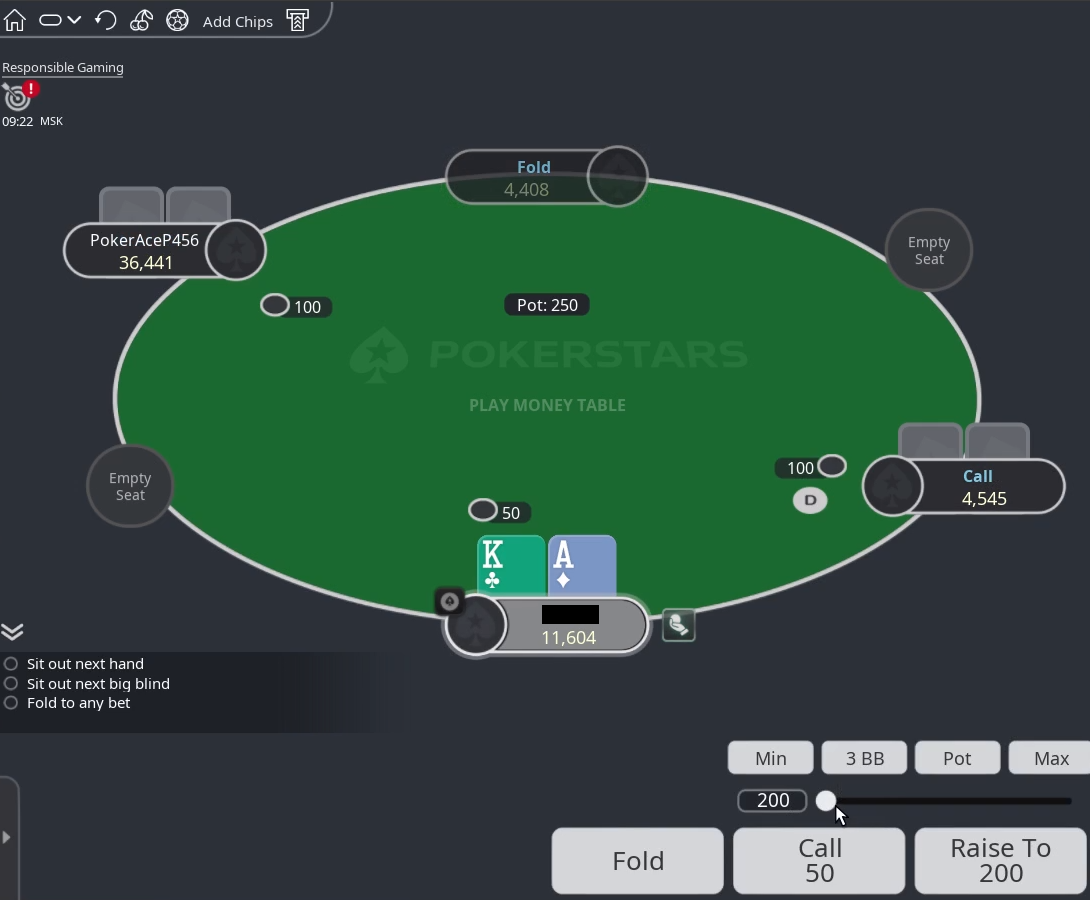 Add Chips
Responsible Gaming
!
09:22 MSK
Fold
4,408
PokerAceP456
36,441
Empty
Seat
100
Pot: 250
POKERSTARS
PLAY MONEY TABLE
Empty
Seat
100
D
Call
4,545
50
K A
11,604
Sit out next hand
Sit out next big blind
Fold to any bet
Min 3 BB Pot Max
200
Fold
Call
50
Raise To
200